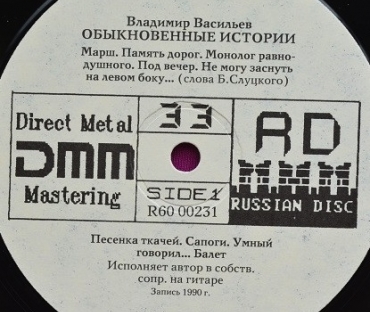 Владимир Васильев
ОБЫКНОВЕННЫЕ ИСТОРИИ
Марш. Память дорог. Монолог равно-
душного. Под вечер. Не могу заснуть
на левом боку... (слова Б.Слуцкого)
Direct Metal
DMM
Mastering
33
SIDE 1
R60 00231
RD
RUSSIAN DISC
Песенка ткачей. Сапоги. Умный
говорил... Балет
Исполняет автор в собств.
сопр. на гитаре
Запись 1990 г.